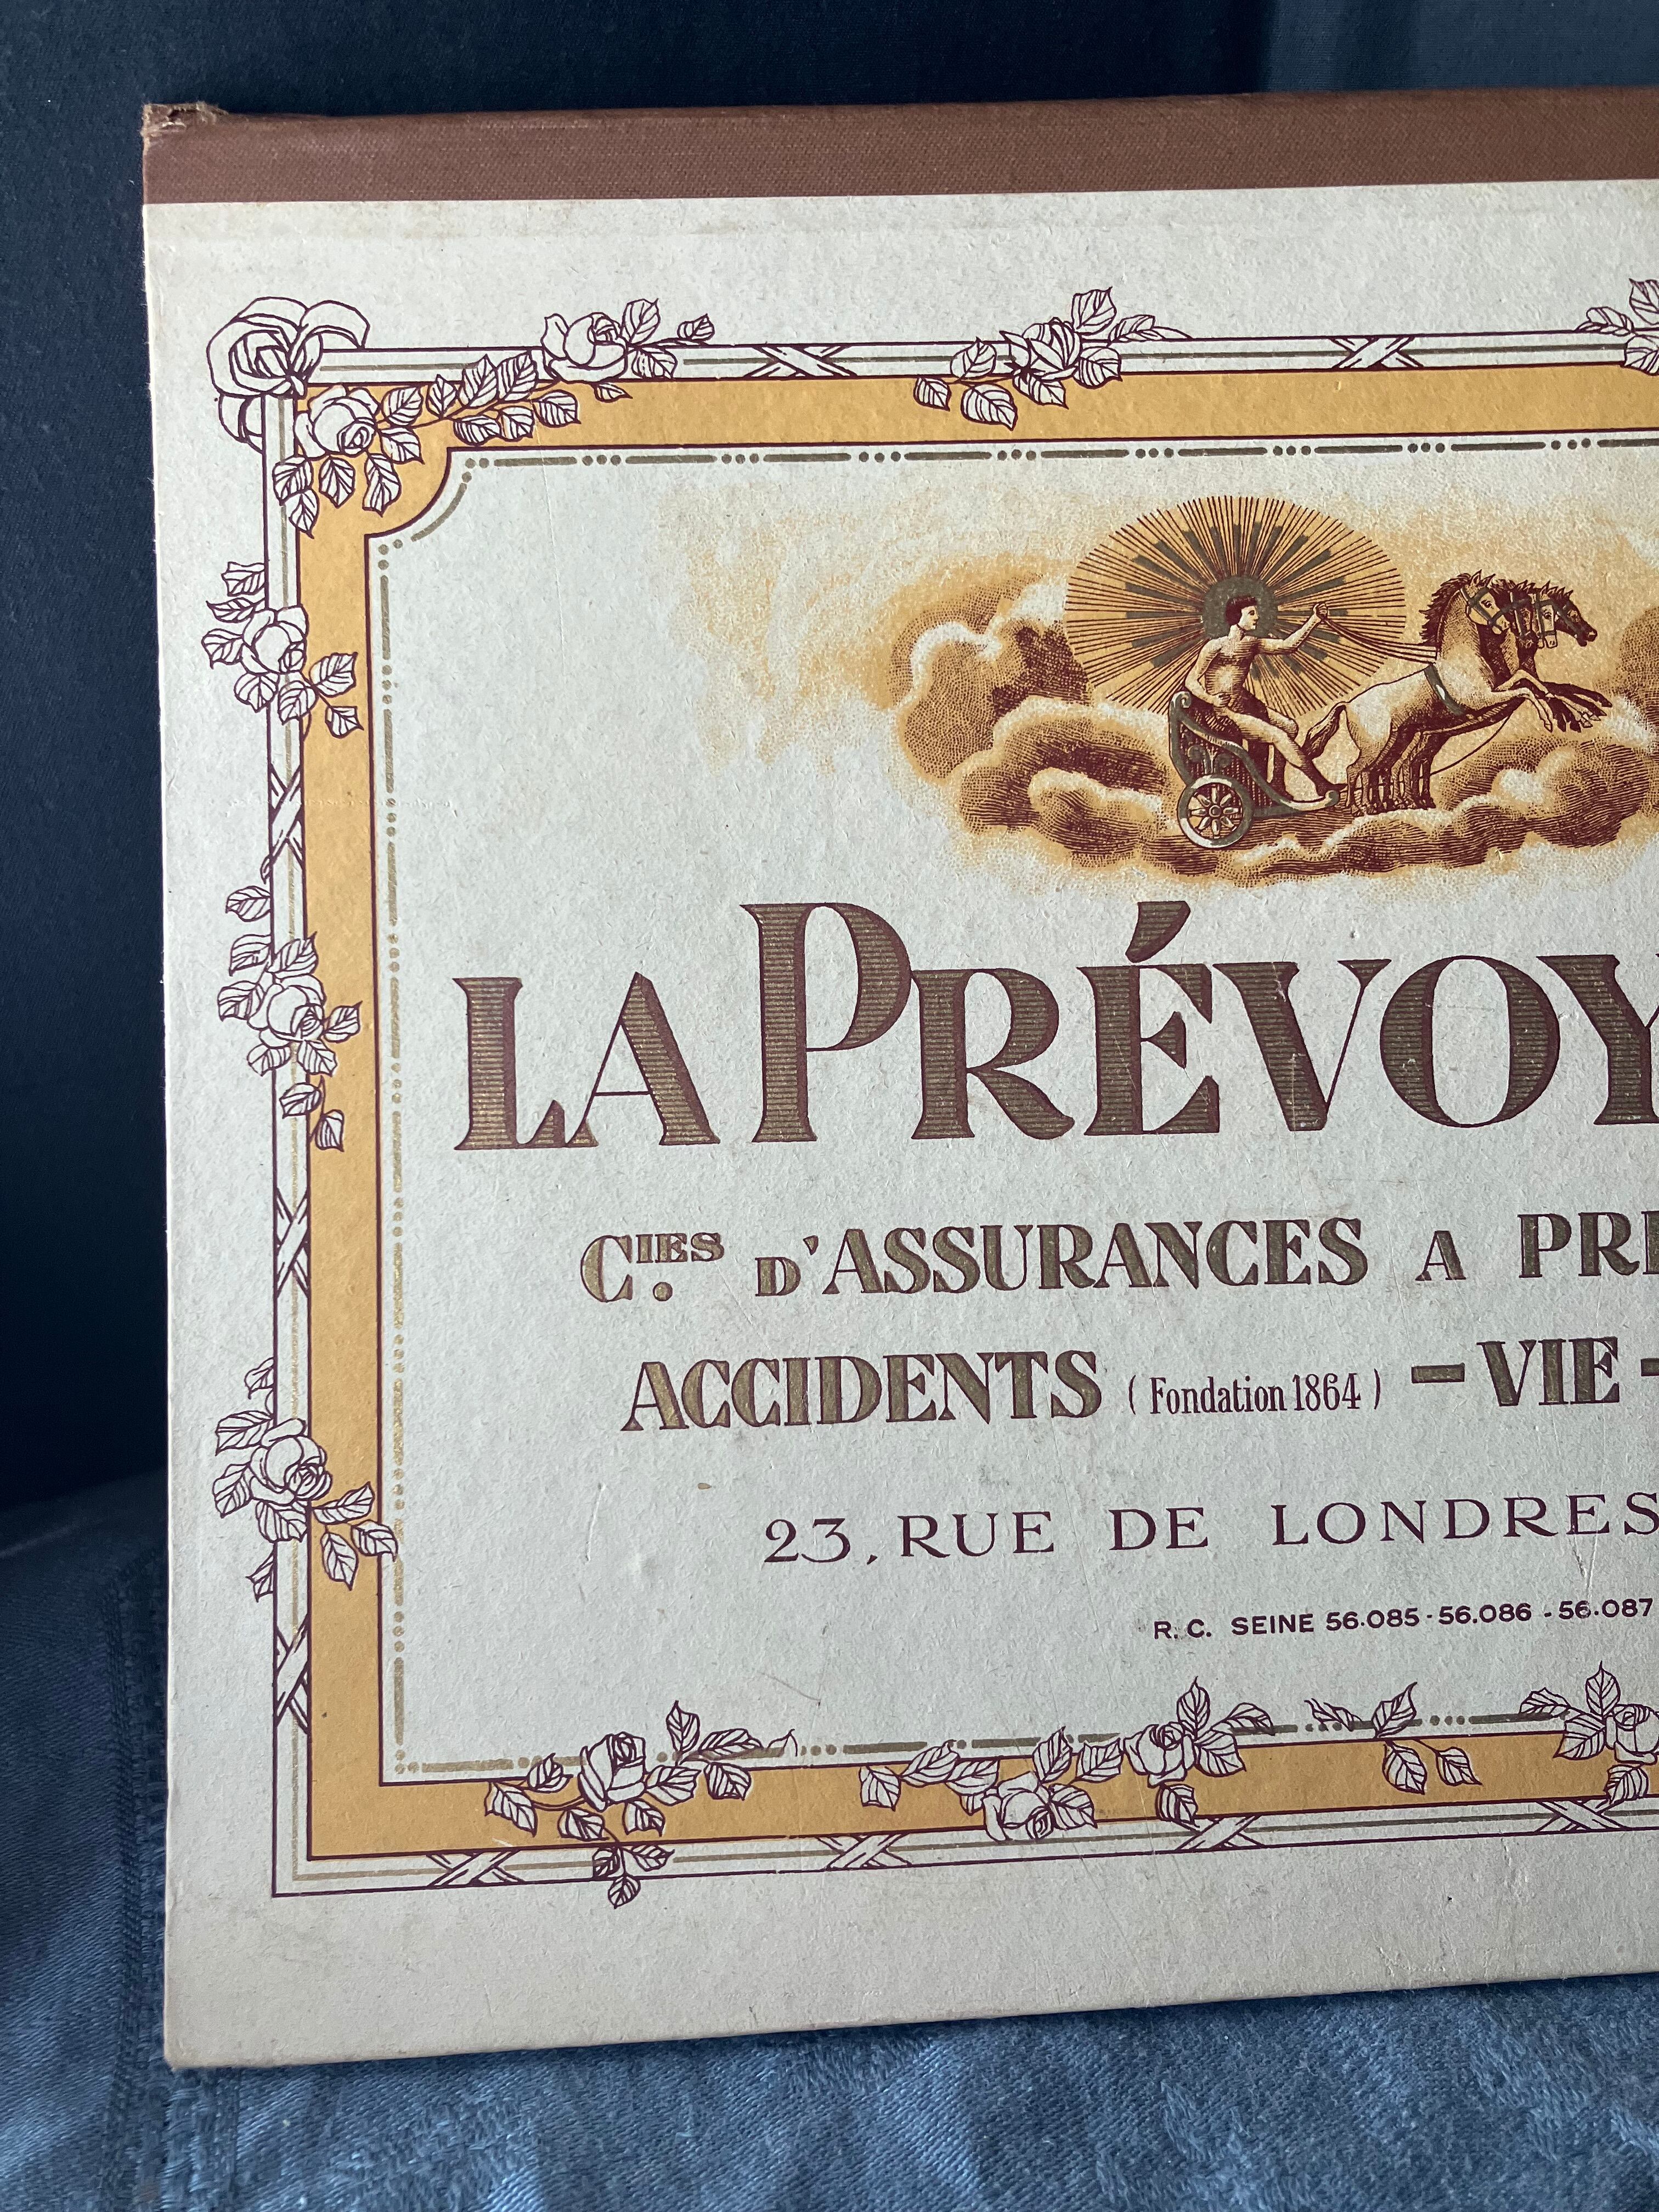 LA PRÉVOY
Cies. D'ASSURANCES A PRI
ACCIDENTS (Fondation 1864) - VIE -
23, RUE DE LONDRES
R. C. SEINE 56.085 - 56.086 - 56.087